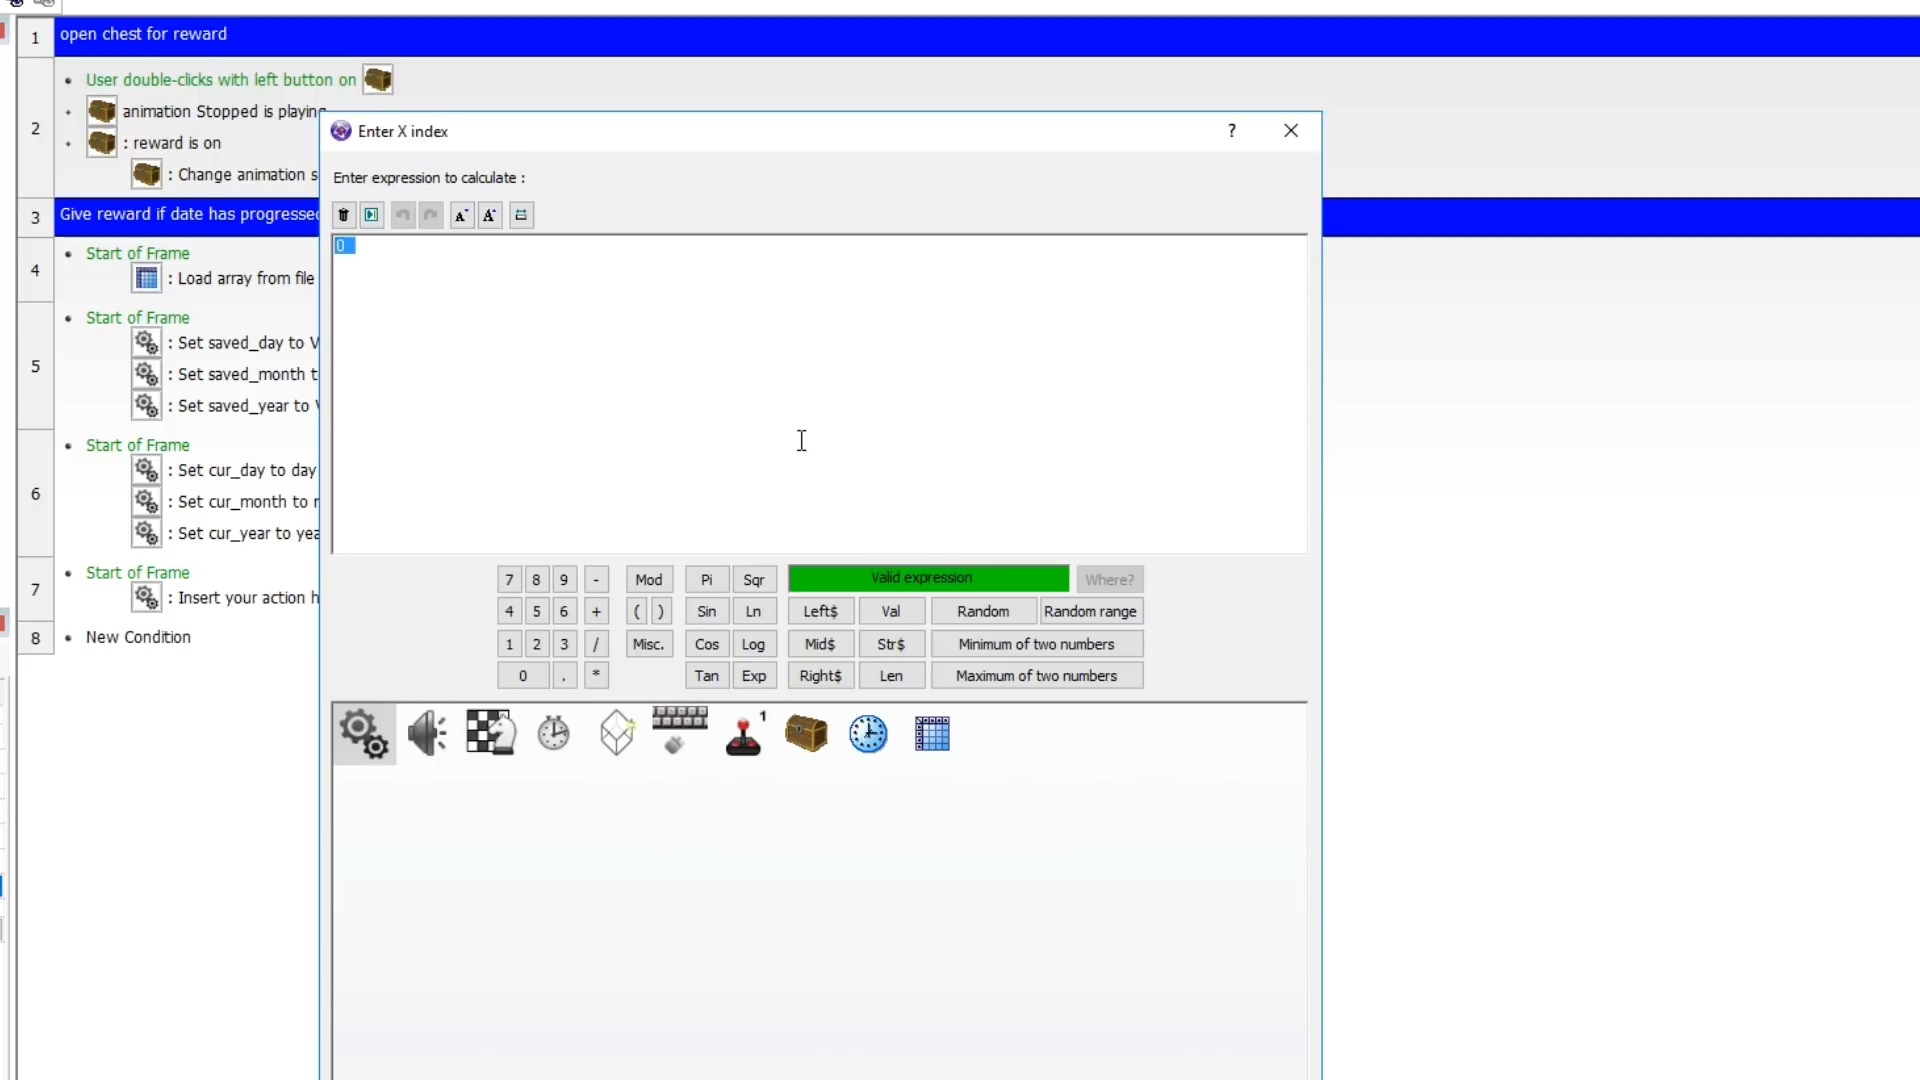 1
open chest for reward
2
User double-clicks with left button on
animation Stopped is playing
: reward is on
: Change animation s
3
Give reward if date has progressed
4
Start of Frame
: Load array from file
5
Start of Frame
: Set saved_day to V
: Set saved_month t
: Set saved_year to V
6
Start of Frame
: Set cur_day to day
: Set cur_month to
: Set cur_year to yea
7
Start of Frame
: Insert your action h
8
New Condition
Enter X index
?
Enter expression to calculate :
A A
0
7 8 9 - Mod Pi Sqr Valid expression Where?
4 5 6 + ( ) Sin Ln Left$ Val Random Random range
1 2 3 / Misc. Cos Log Mid$ Str$ Minimum of two numbers
0 . * Tan Exp Right$ Len Maximum of two numbers
1